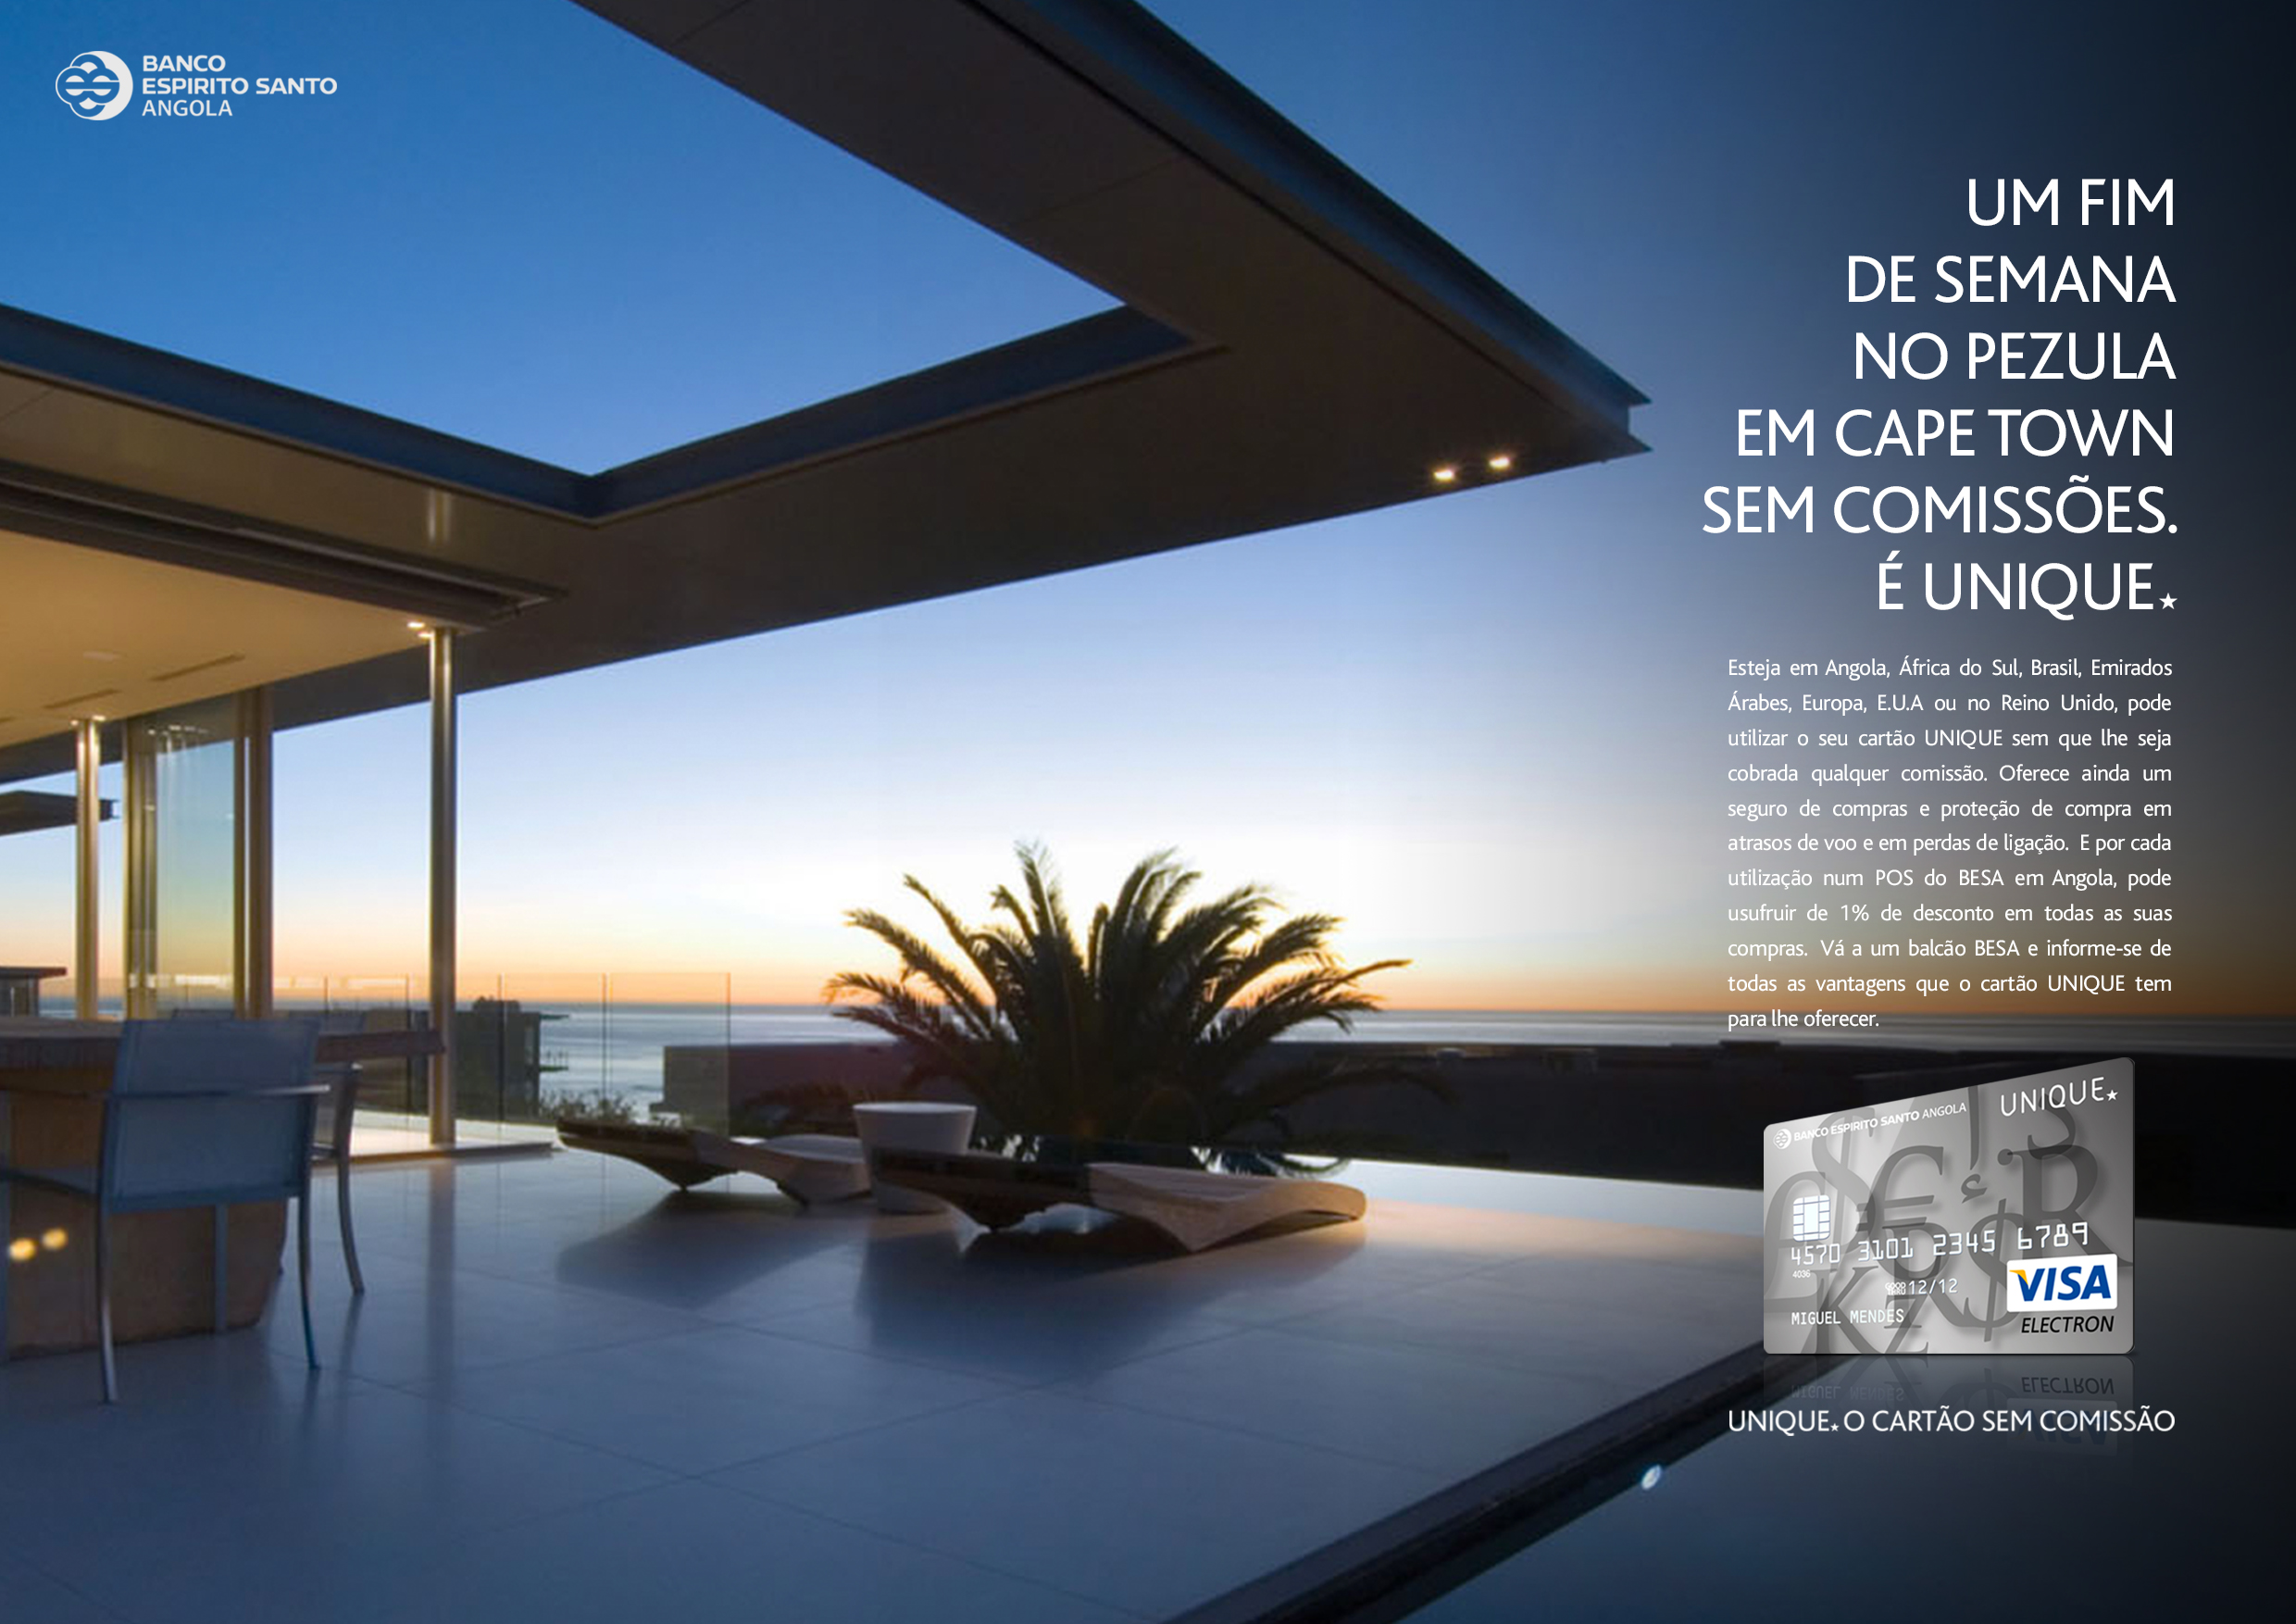 BANCO
ESPIRITO SANTO
ANGOLA
UM FIM
DE SEMANA
NO PEZULA
EM CAPE TOWN
SEM COMISSÕES.
É UNIQUE★
Esteja em Angola, África do Sul, Brasil, Emirados
Árabes, Europa, E.U.A ou no Reino Unido, pode
utilizar o seu cartão UNIQUE sem que lhe seja
cobrada qualquer comissão. Oferece ainda um
seguro de compras e proteção de compra em
atrasos de voo e em perdas de ligação. E por cada
utilização num POS do BESA em Angola, pode
usufruir de 1% de desconto em todas as suas
compras. Vá a um balcão BESA e informe-se de
todas as vantagens que o cartão UNIQUE tem
para lhe oferecer.
BANCO ESPIRITO SANTO ANGOLA
UNIQUE★
4570 3101 2345 6789
4036
12/12
MIGUEL MENDES
VISA
ELECTRON
UNIQUE★ O CARTÃO SEM COMISSÃO